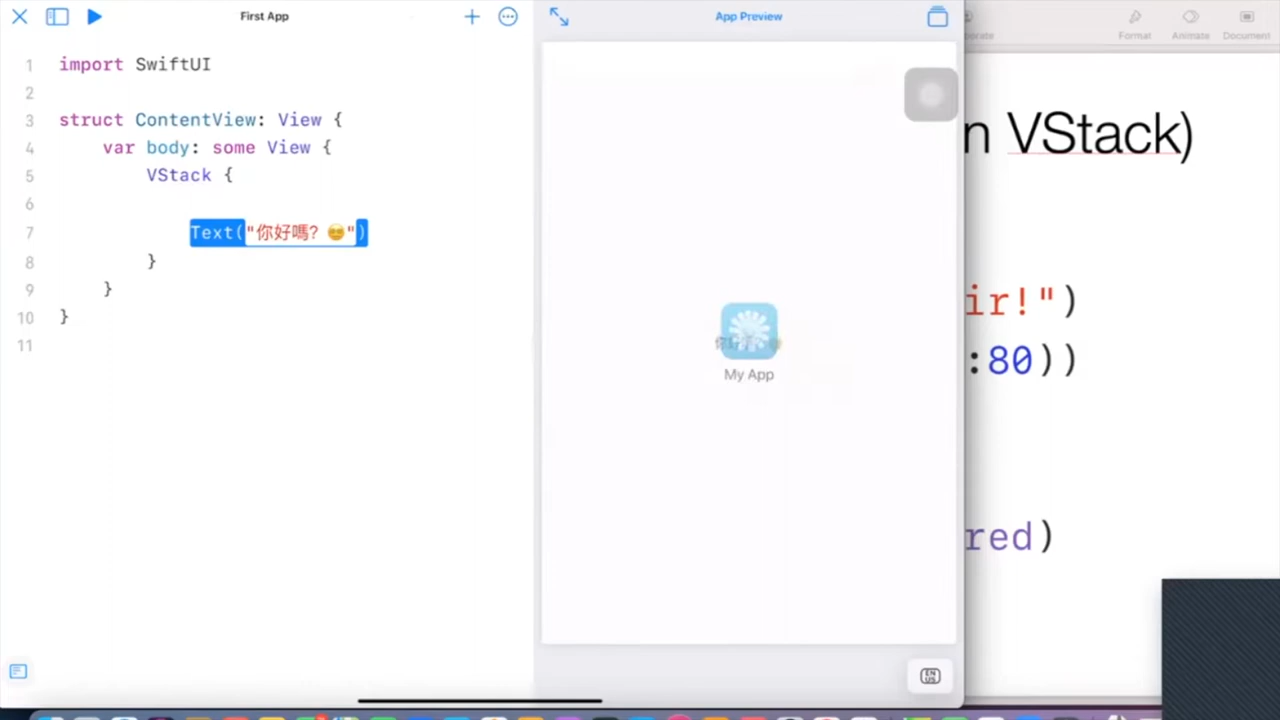 First App
App Preview
Format
Animate
Document
1 import SwiftUI
2
3 struct ContentView: View {
4 var body: some View {
5 VStack {
6
7 Text("你好嗎? 😎")
8 }
9 }
10 }
11
My App
EN
US
n VStack)
ir!")
:80))
red)